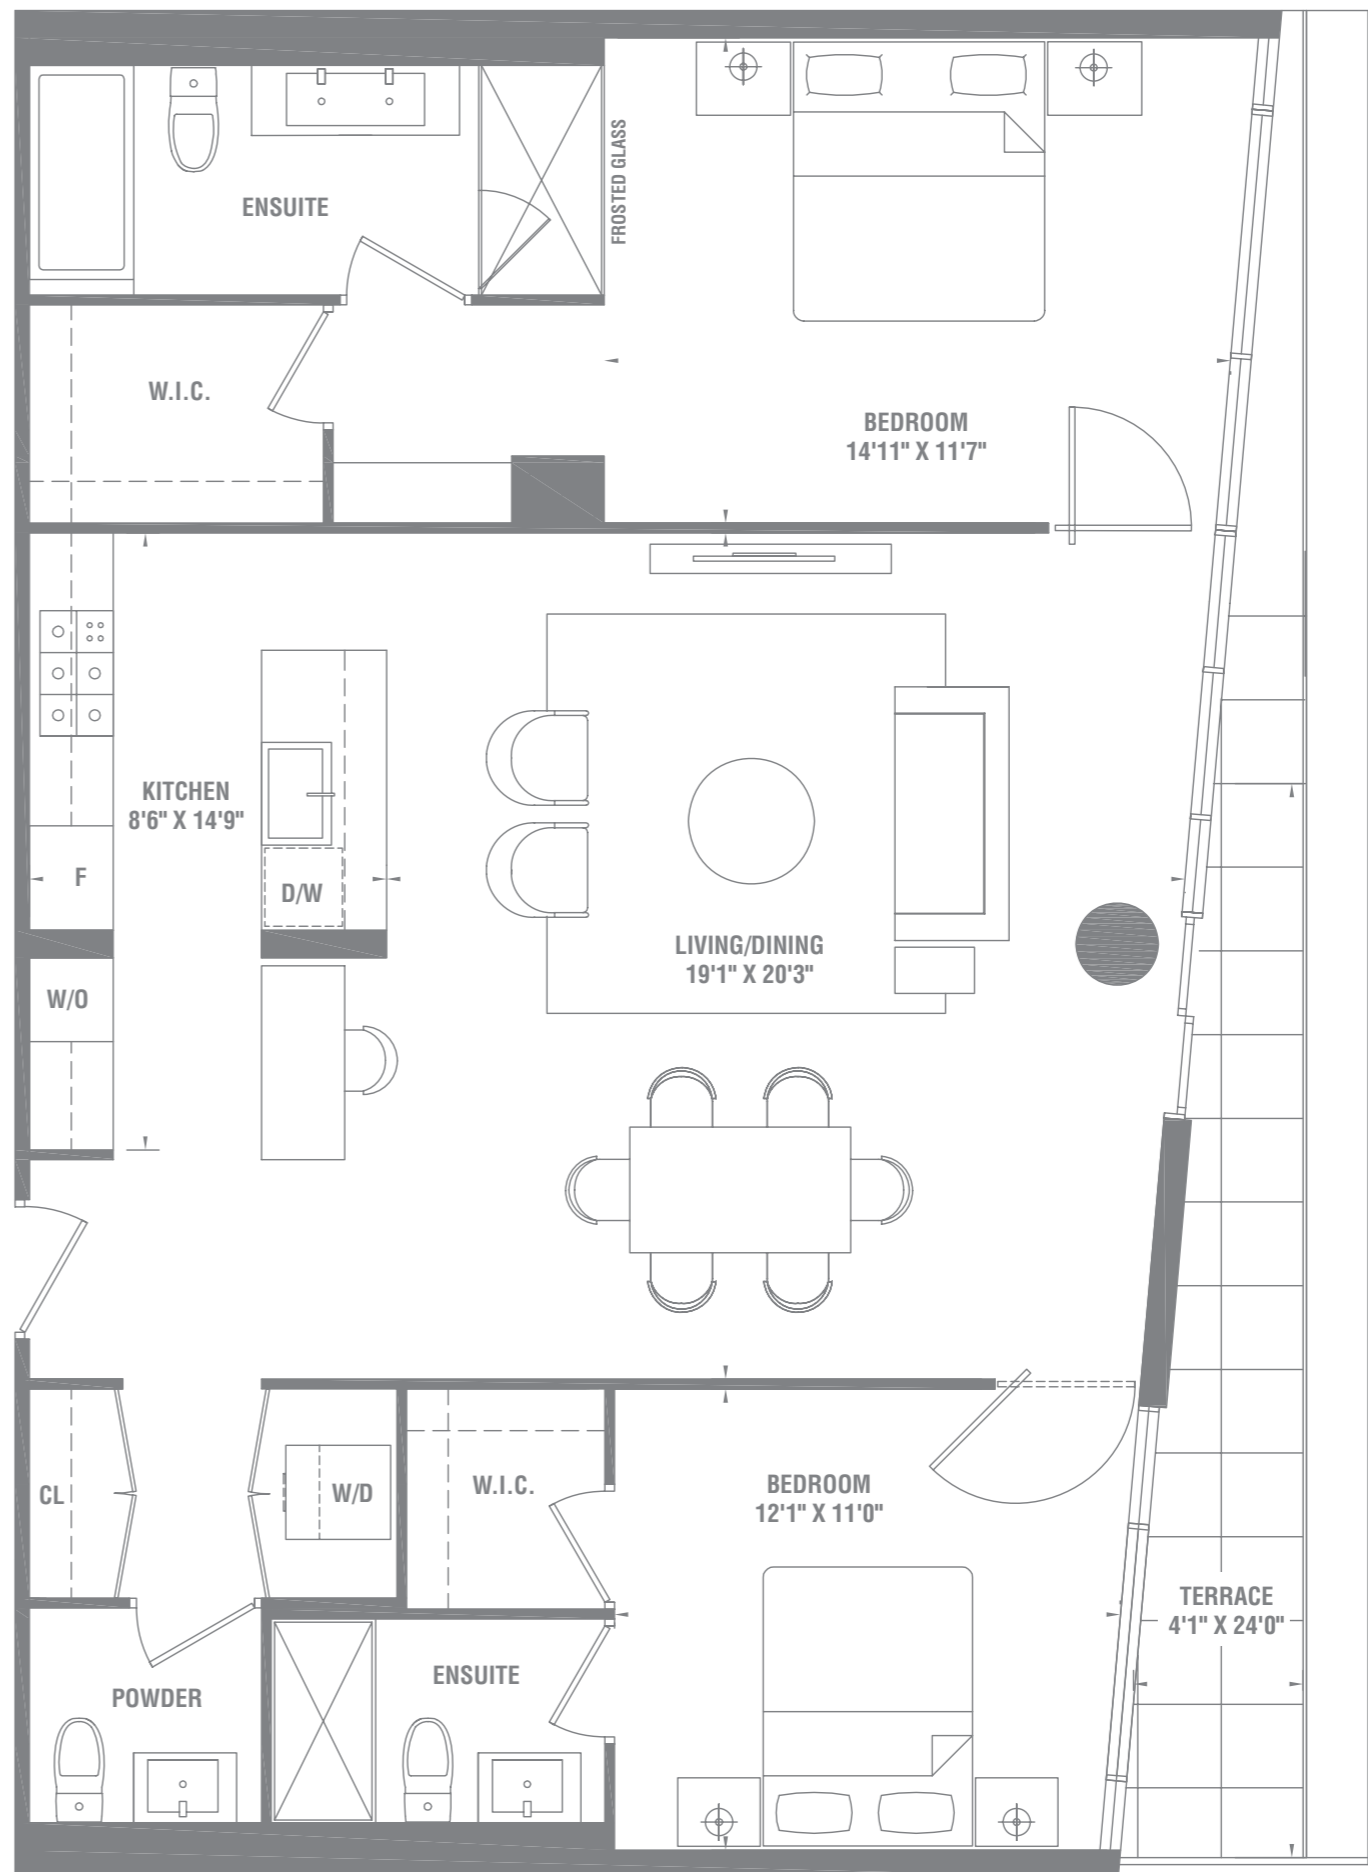 ENSUITE
FROSTED GLASS
W.I.C.
BEDROOM
14'11" X 11'7"
KITCHEN
8'6" X 14'9"
F
D/W
LIVING/DINING
19'1" X 20'3"
W/O
CL
W/D
W.I.C.
BEDROOM
12'1" X 11'0"
TERRACE
4'1" X 24'0"
ENSUITE
POWDER